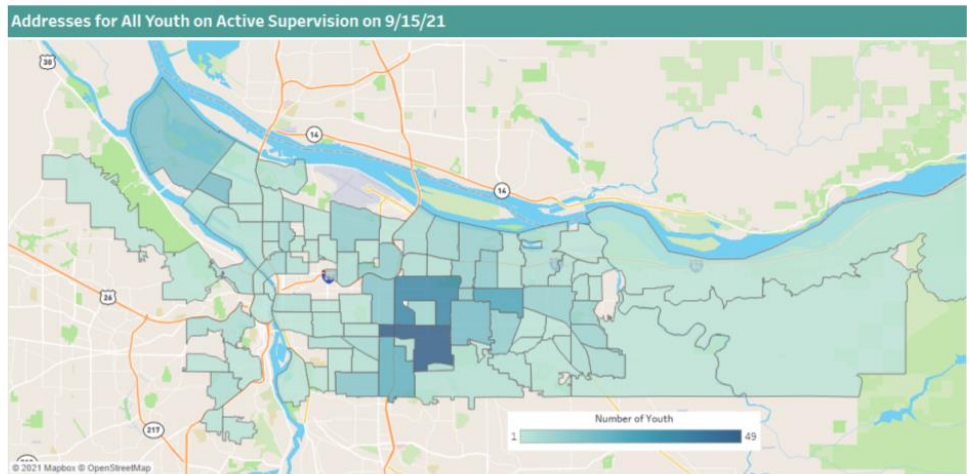 Addresses for All Youth on Active Supervision on 9/15/21
30
14
14
26
217
Number of Youth
1
49
© 2021 Mapbox © OpenStreetMap